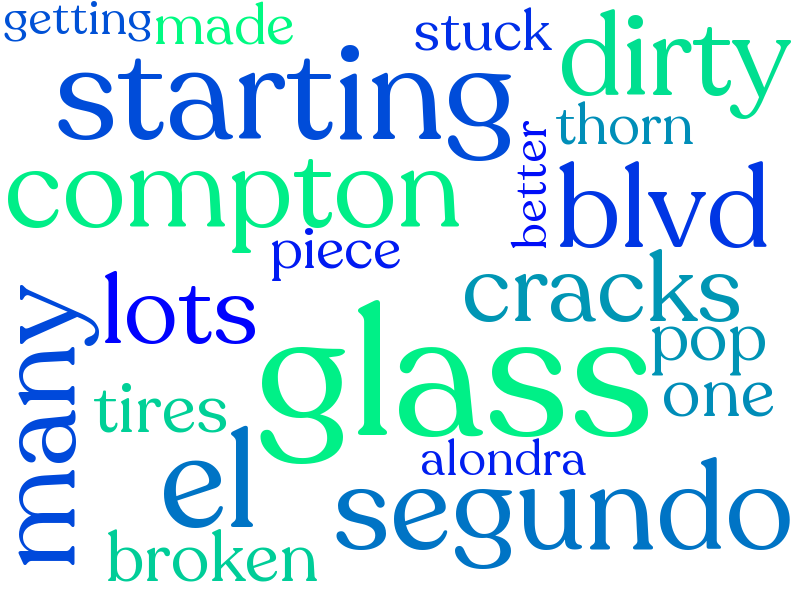 getting made stuck dirty
starting
thorn
better
compton
blvd
piece
cracks
lots
many
glass
pop
one
tires
el
alondra
segundo
broken